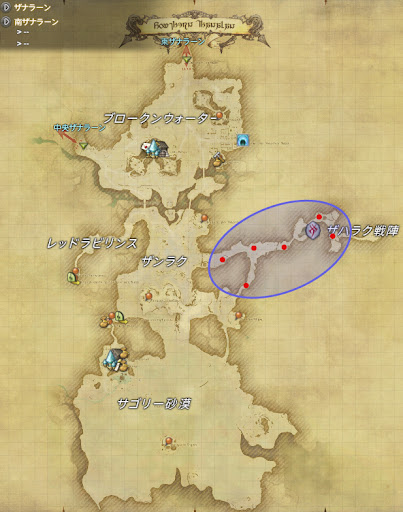 ザナラーン
南ザナラーン
> --
> --
東ザナラーン
中央ザナラーン
ブロークンウォーター
レッドラビリンス
ザンラク
ザハラク戦陣
サゴリー砂漠